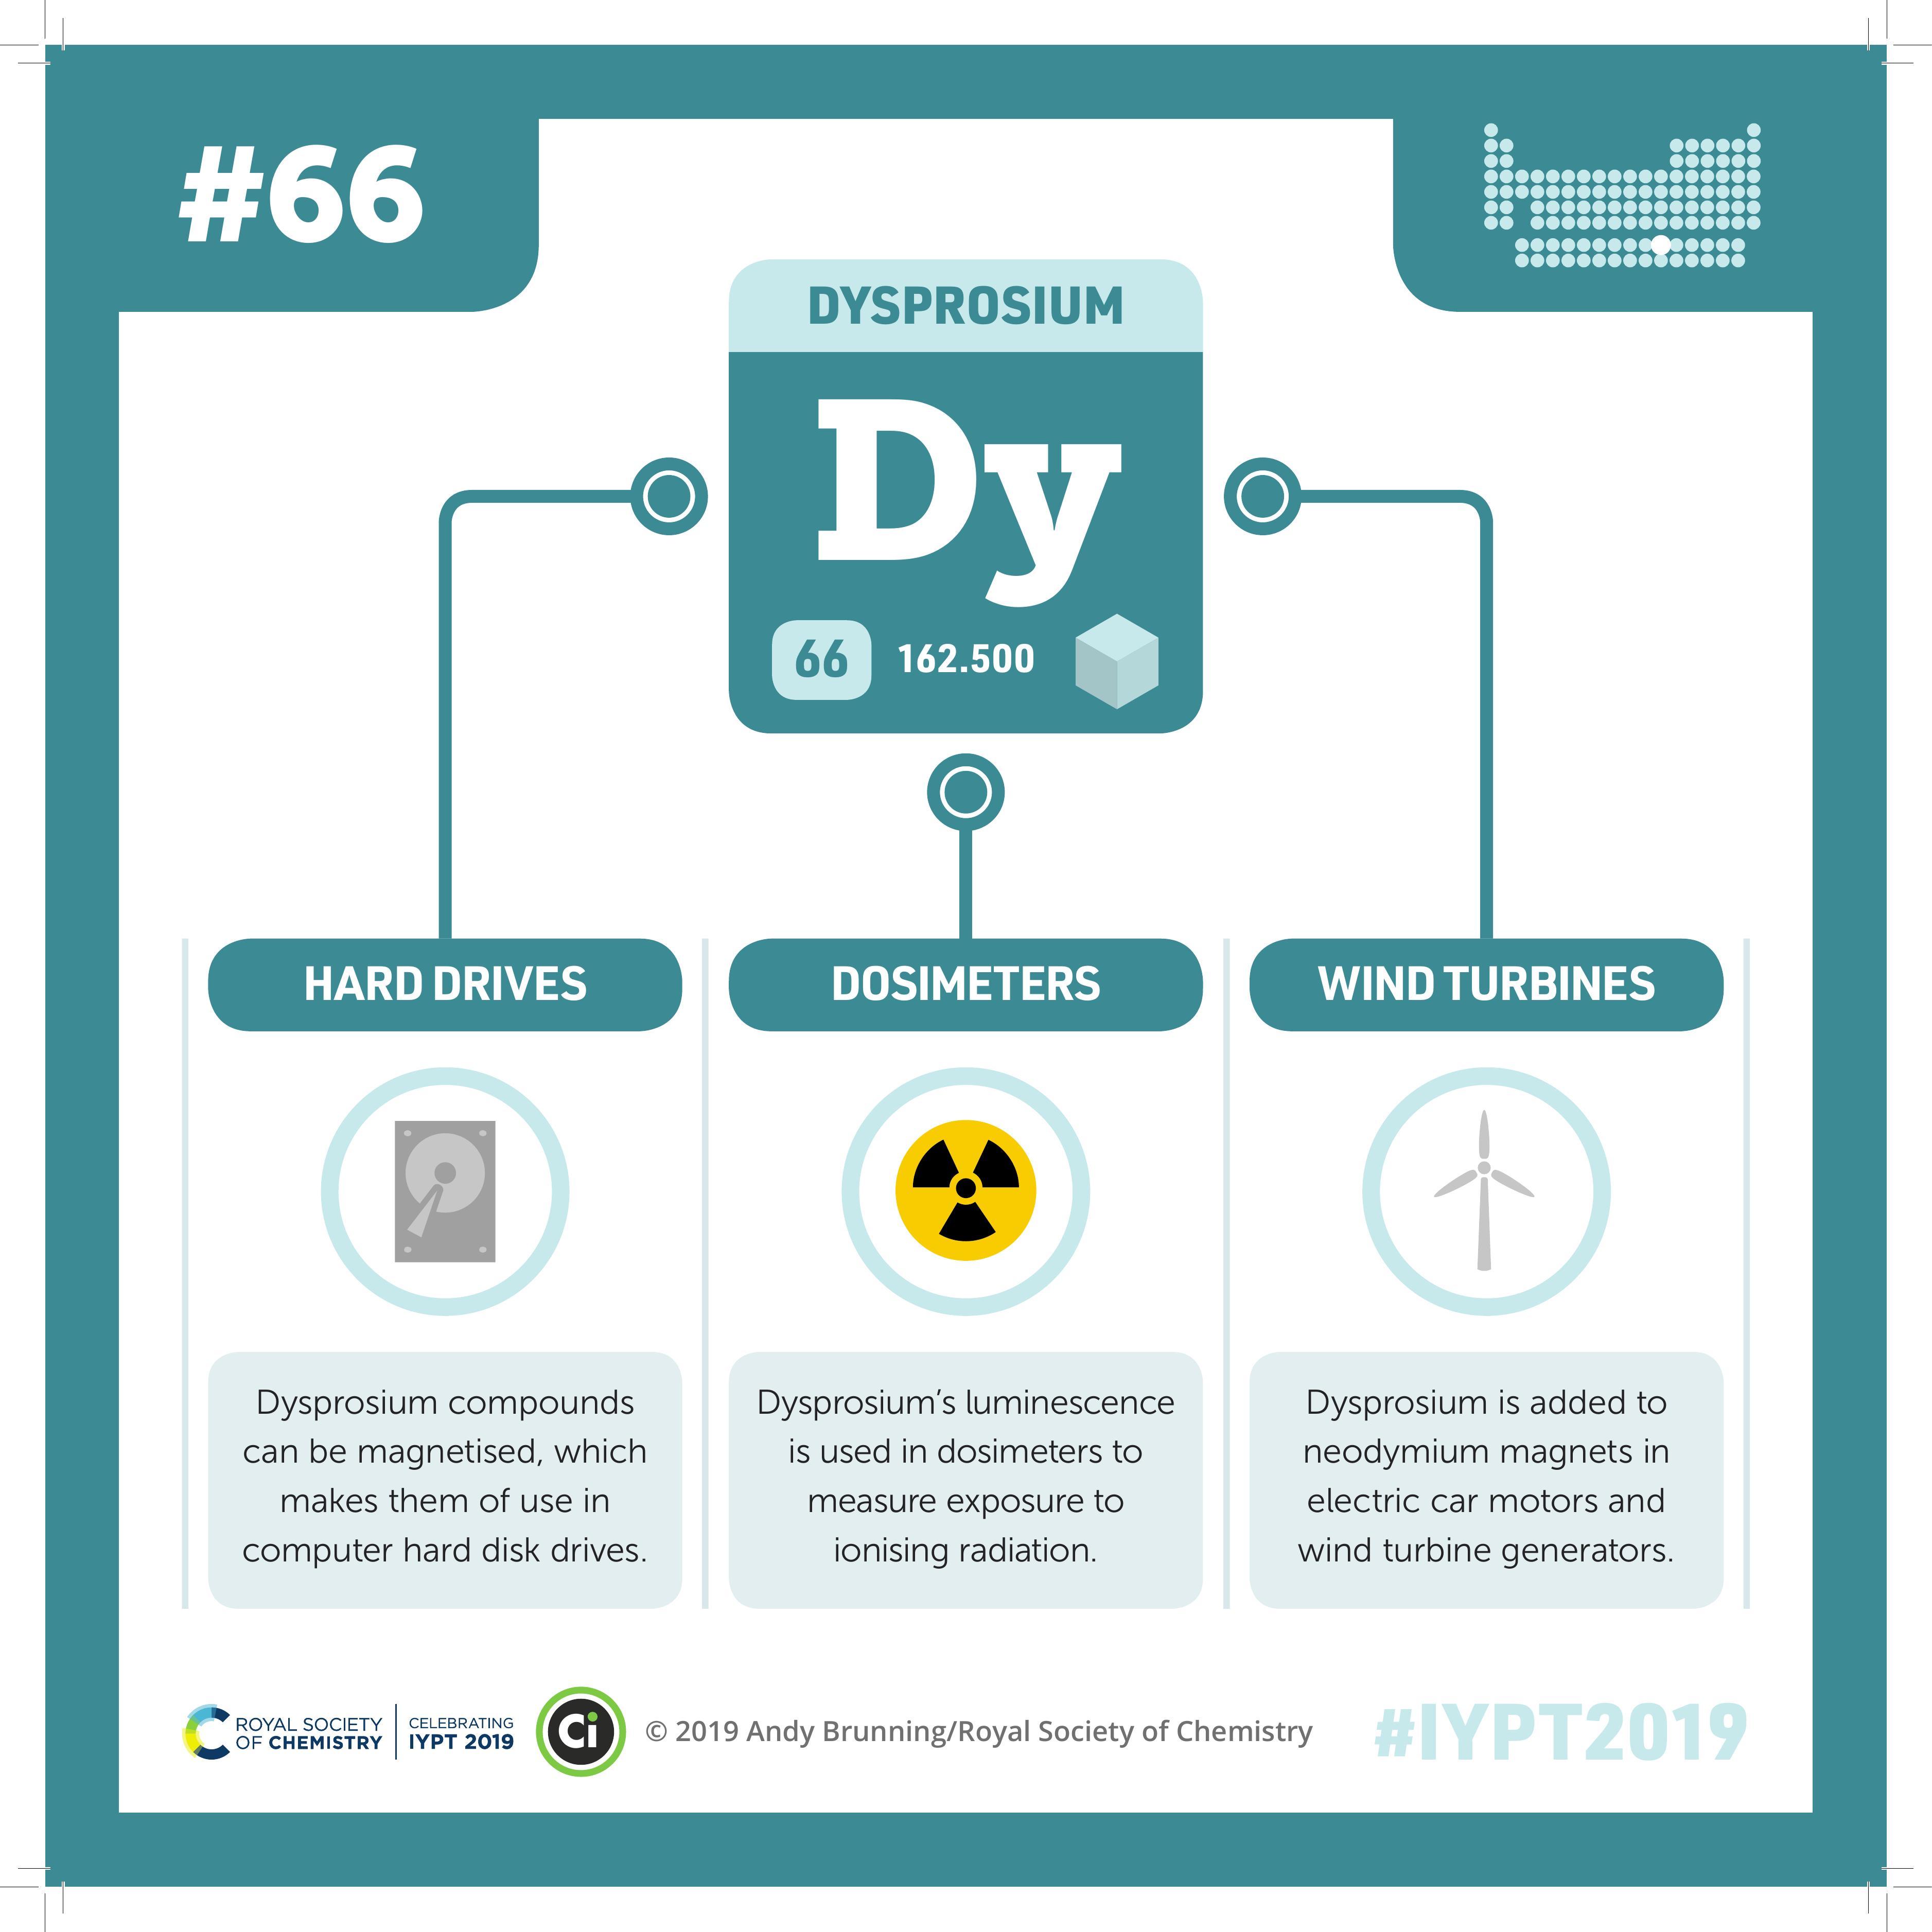 #66
DYSPROSIUM
Dy
66 162.500
HARD DRIVES
Dysprosium compounds
can be magnetised, which
makes them of use in
computer hard disk drives.
DOSIMETERS
Dysprosium’s luminescence
is used in dosimeters to
measure exposure to
ionising radiation.
WIND TURBINES
Dysprosium is added to
neodymium magnets in
electric car motors and
wind turbine generators.
ROYAL SOCIETY
OF CHEMISTRY
CELEBRATING
IYPT 2019
Ci
© 2019 Andy Brunning/Royal Society of Chemistry
#IYPT2019